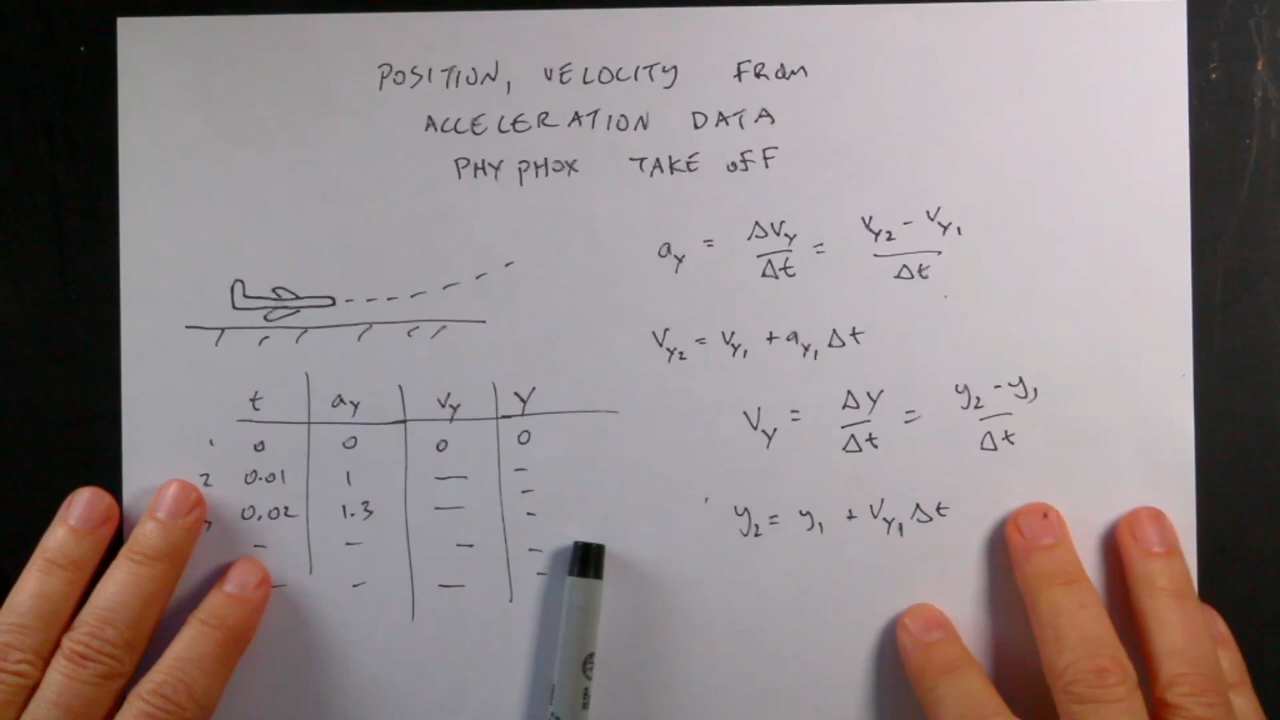 POSITION, VELOCITY FROM
ACCELERATION DATA
PHYPHOX TAKE OFF
a_y = Δv_y / Δt = (v_y2 - v_y1) / Δt
v_y2 = v_y1 + a_y1 Δt
v_y = Δy / Δt = (y_2 - y_1) / Δt
y_2 = y_1 + v_y1 Δt
t a_y v_y y
1 0 0 0 0
2 0.01 1 — –
0.02 1.3 — –
– – – –
– – — –